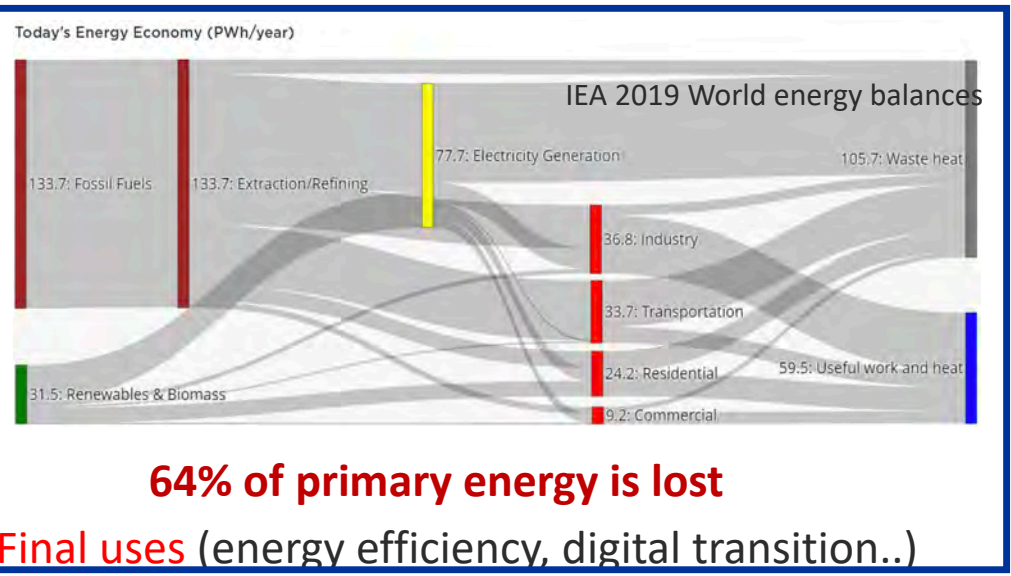 Today's Energy Economy (PWh/year)
IEA 2019 World energy balances
77.7: Electricity Generation
105.7: Waste heat
133.7: Fossil Fuels
133.7: Extraction/Refining
36.8: Industry
33.7: Transportation
59.5: Useful work and heat
24.2: Residential
31.5: Renewables & Biomass
9.2: Commercial
64% of primary energy is lost
Final uses (energy efficiency, digital transition..)